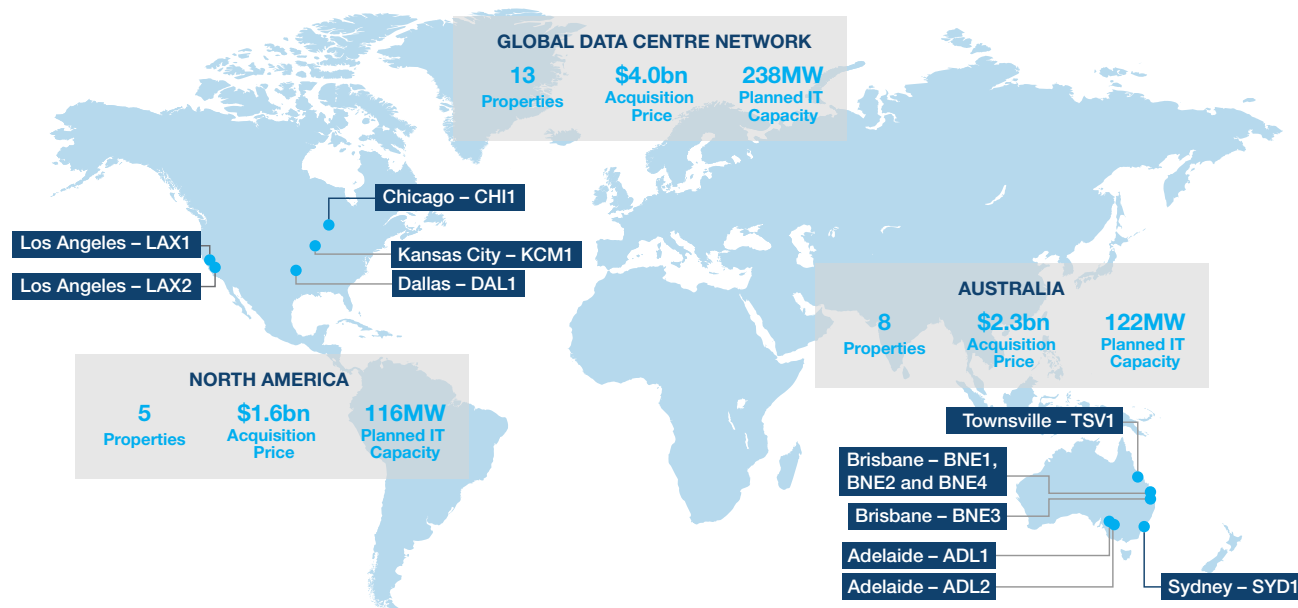 GLOBAL DATA CENTRE NETWORK
13
Properties
$4.0bn
Acquisition
Price
238MW
Planned IT
Capacity
Chicago – CHI1
Los Angeles – LAX1
Kansas City – KCM1
Los Angeles – LAX2
Dallas – DAL1
AUSTRALIA
8
Properties
$2.3bn
Acquisition
Price
122MW
Planned IT
Capacity
NORTH AMERICA
5
Properties
$1.6bn
Acquisition
Price
116MW
Planned IT
Capacity
Townsville – TSV1
Brisbane – BNE1,
BNE2 and BNE4
Brisbane – BNE3
Adelaide – ADL1
Adelaide – ADL2
Sydney – SYD1